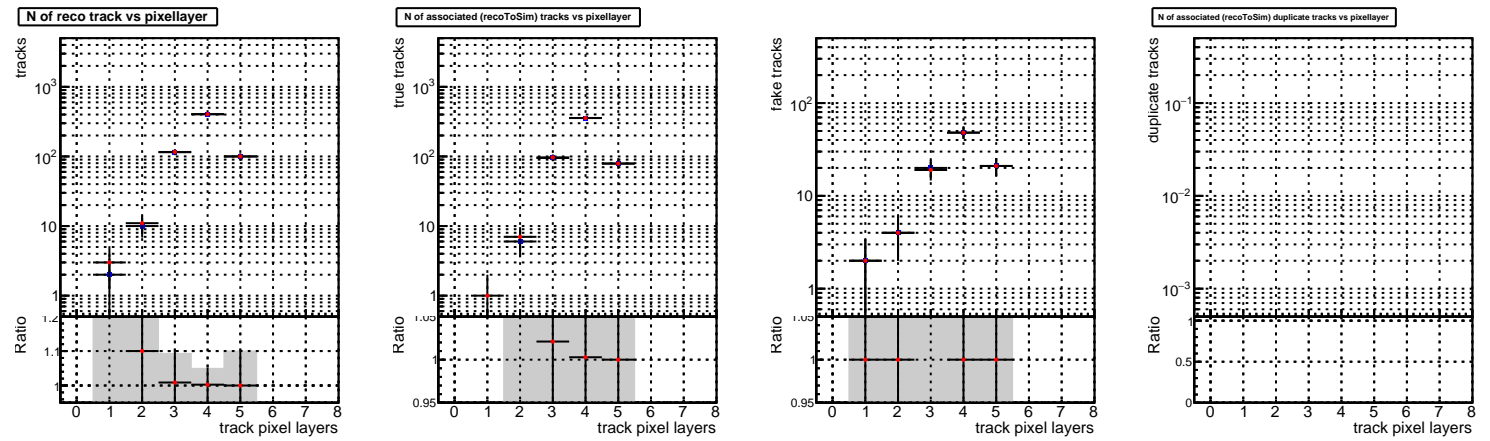 N of reco track vs pixellayer
tracks
10³
10²
10
1
Ratio
1.2
1.1
1
0 1 2 3 4 5 6 7 8
track pixel layers
N of associated (recoToSim) tracks vs pixellayer
true tracks
10³
10²
10
1
Ratio
1.05
1
0.95
0 1 2 3 4 5 6 7 8
track pixel layers
fake tracks
10²
10
1
Ratio
1.05
1
0.95
0 1 2 3 4 5 6 7 8
track pixel layers
N of associated (recoToSim) duplicate tracks vs pixellayer
duplicate tracks
10⁻¹
10⁻²
10⁻³
Ratio
1
0.5
0
0 1 2 3 4 5 6 7 8
track pixel layers